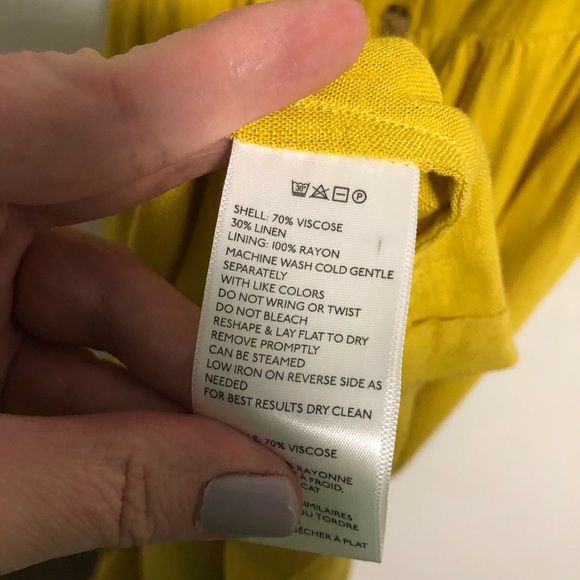 30°
P
SHELL: 70% VISCOSE
30% LINEN
LINING: 100% RAYON
MACHINE WASH COLD GENTLE
SEPARATELY
WITH LIKE COLORS
DO NOT WRING OR TWIST
DO NOT BLEACH
RESHAPE & LAY FLAT TO DRY
REMOVE PROMPTLY
CAN BE STEAMED
LOW IRON ON REVERSE SIDE AS
NEEDED
FOR BEST RESULTS DRY CLEAN
70% VISCOSE
RAYONNE
À FROID,
SIMILAIRES
OU TORDRE
SÉCHER À PLAT